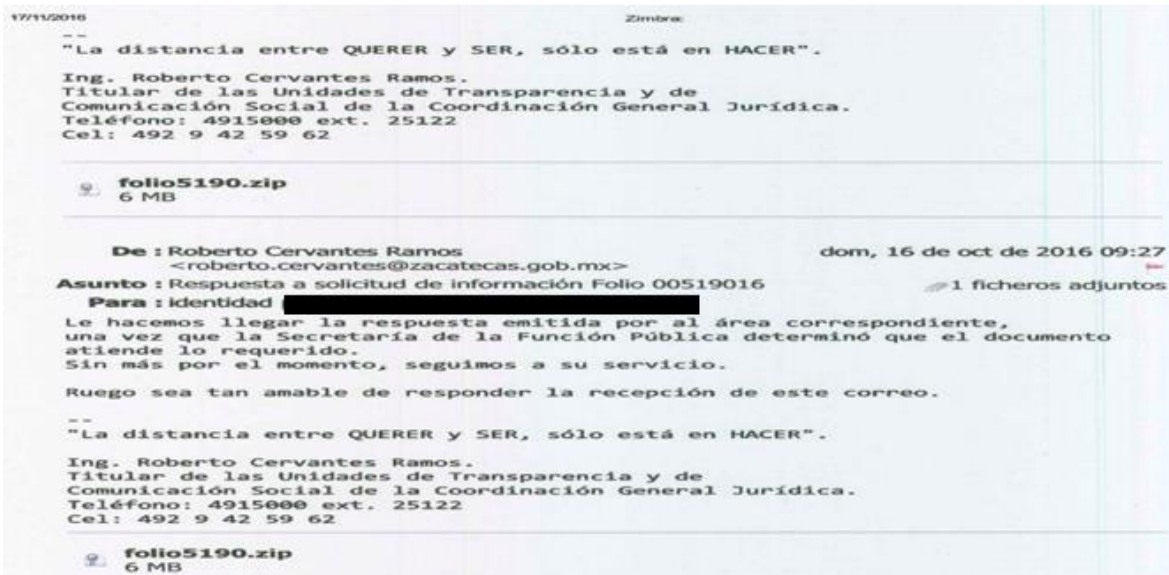 17/11/2016 Zimbra:
--
"La distancia entre QUERER y SER, sólo está en HACER".
Ing. Roberto Cervantes Ramos.
Titular de las Unidades de Transparencia y de
Comunicación Social de la Coordinación General Jurídica.
Teléfono: 4915000 ext. 25122
Cel: 492 9 42 59 62
folio5190.zip
6 MB
De : Roberto Cervantes Ramos dom, 16 de oct de 2016 09:27
<roberto.cervantes@zacatecas.gob.mx>
Asunto : Respuesta a solicitud de información Folio 00519016 1 ficheros adjuntos
Para : identidad
Le hacemos llegar la respuesta emitida por al área correspondiente,
una vez que la Secretaría de la Función Pública determinó que el documento
atiende lo requerido.
Sin más por el momento, seguimos a su servicio.
Ruego sea tan amable de responder la recepción de este correo.
--
"La distancia entre QUERER y SER, sólo está en HACER".
Ing. Roberto Cervantes Ramos.
Titular de las Unidades de Transparencia y de
Comunicación Social de la Coordinación General Jurídica.
Teléfono: 4915000 ext. 25122
Cel: 492 9 42 59 62
folio5190.zip
6 MB